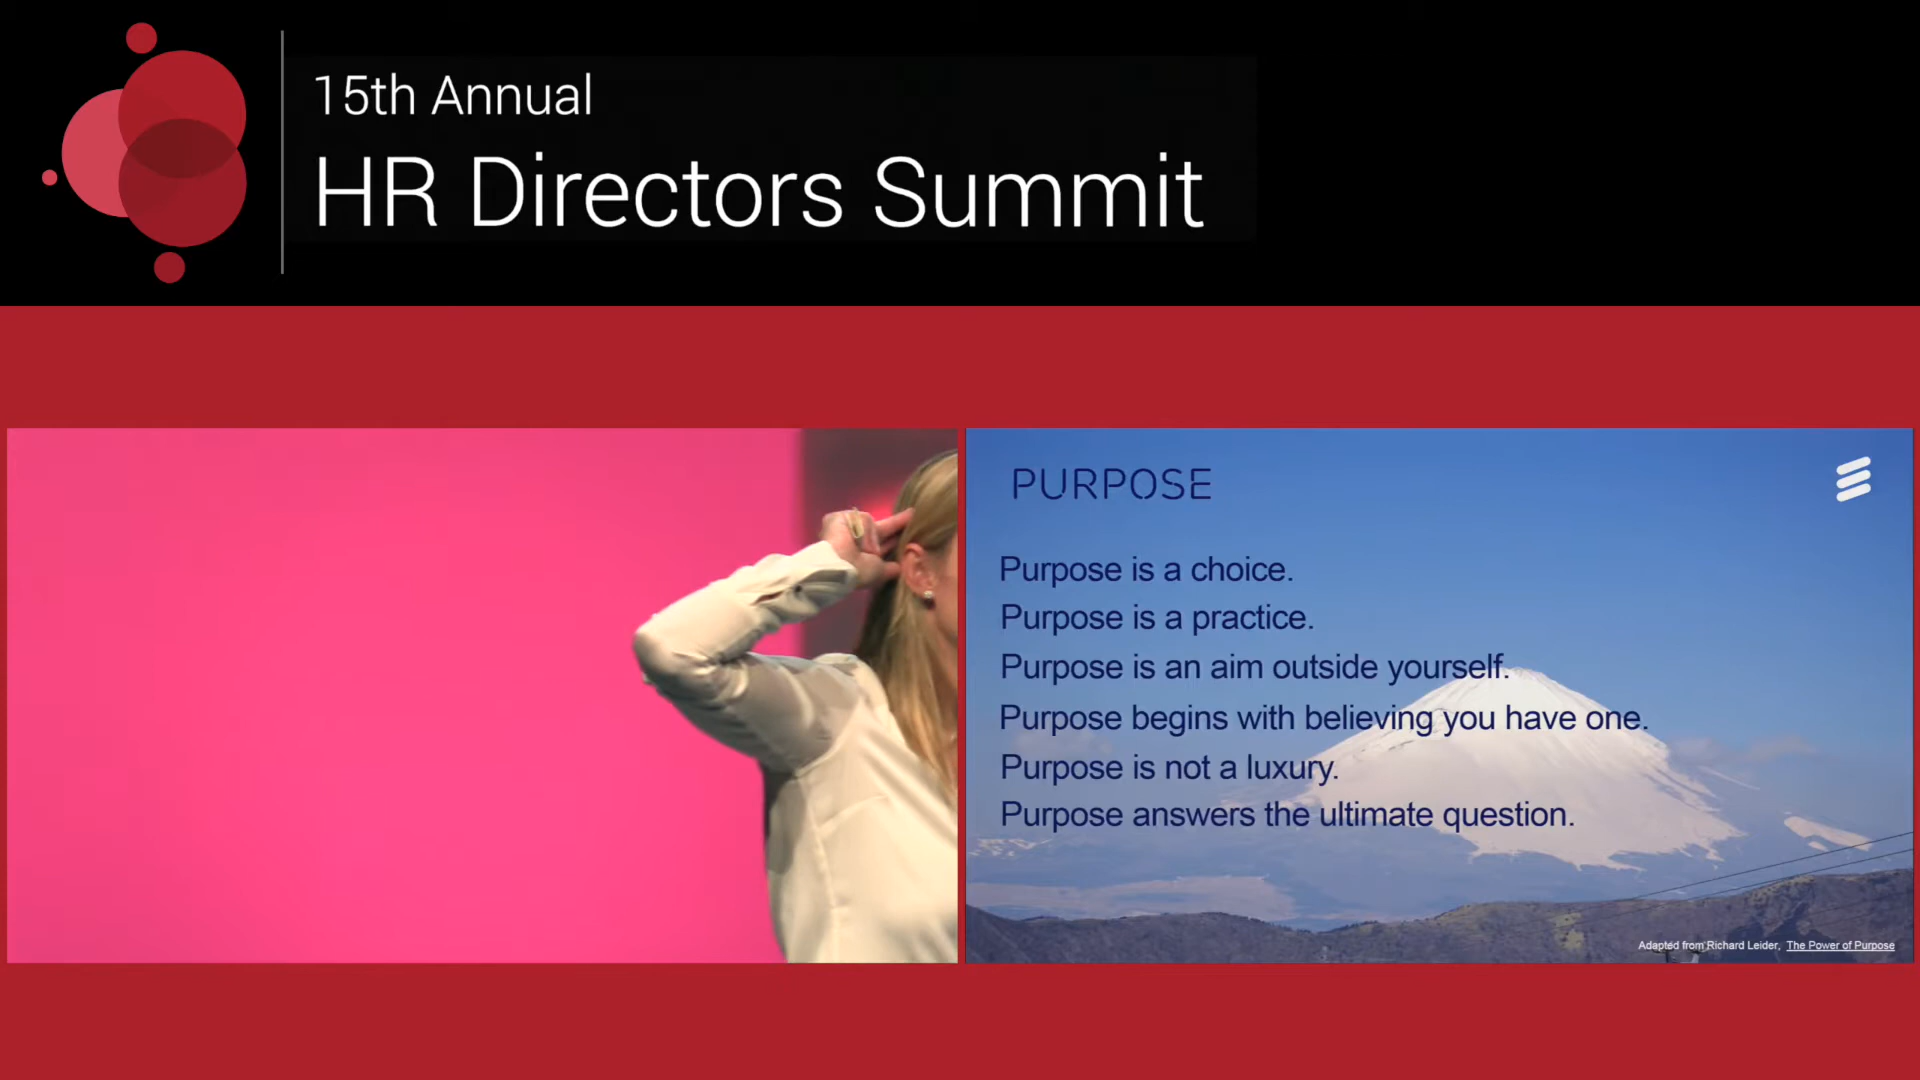 15th Annual
HR Directors Summit
PURPOSE
Purpose is a choice.
Purpose is a practice.
Purpose is an aim outside yourself.
Purpose begins with believing you have one.
Purpose is not a luxury.
Purpose answers the ultimate question.
Adapted from Richard Leider, The Power of Purpose